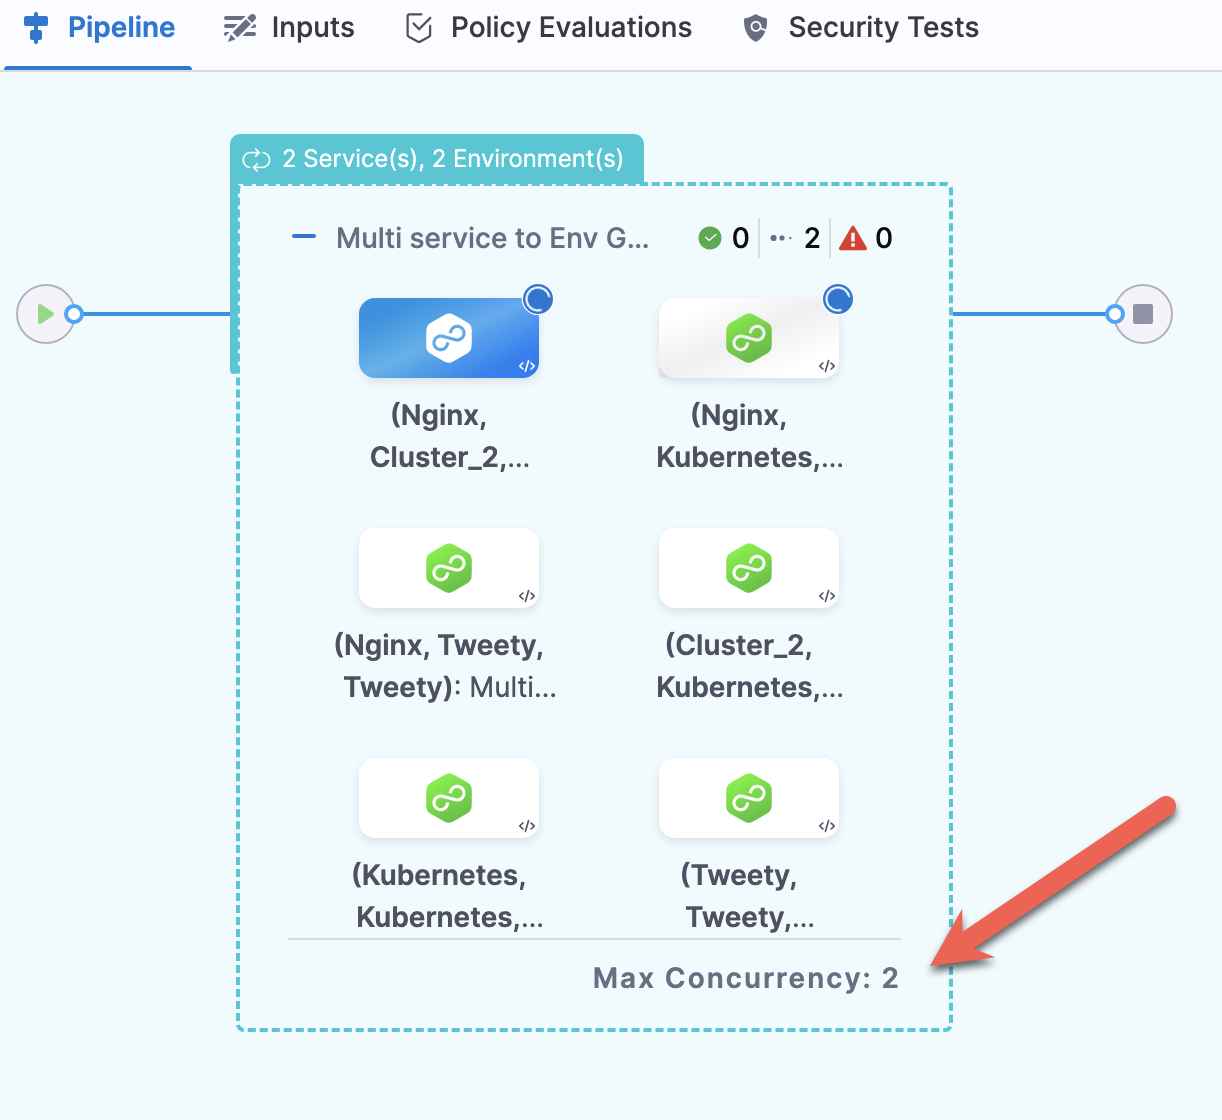 Pipeline Inputs Policy Evaluations Security Tests
2 Service(s), 2 Environment(s)
Multi service to Env G... 0 2 0
</> </>
(Nginx, (Nginx,
Cluster_2,... Kubernetes,...
</> </>
(Nginx, Tweety, (Cluster_2,
Tweety): Multi... Kubernetes,...
</> </>
(Kubernetes, (Tweety,
Kubernetes,... Tweety,...
Max Concurrency: 2